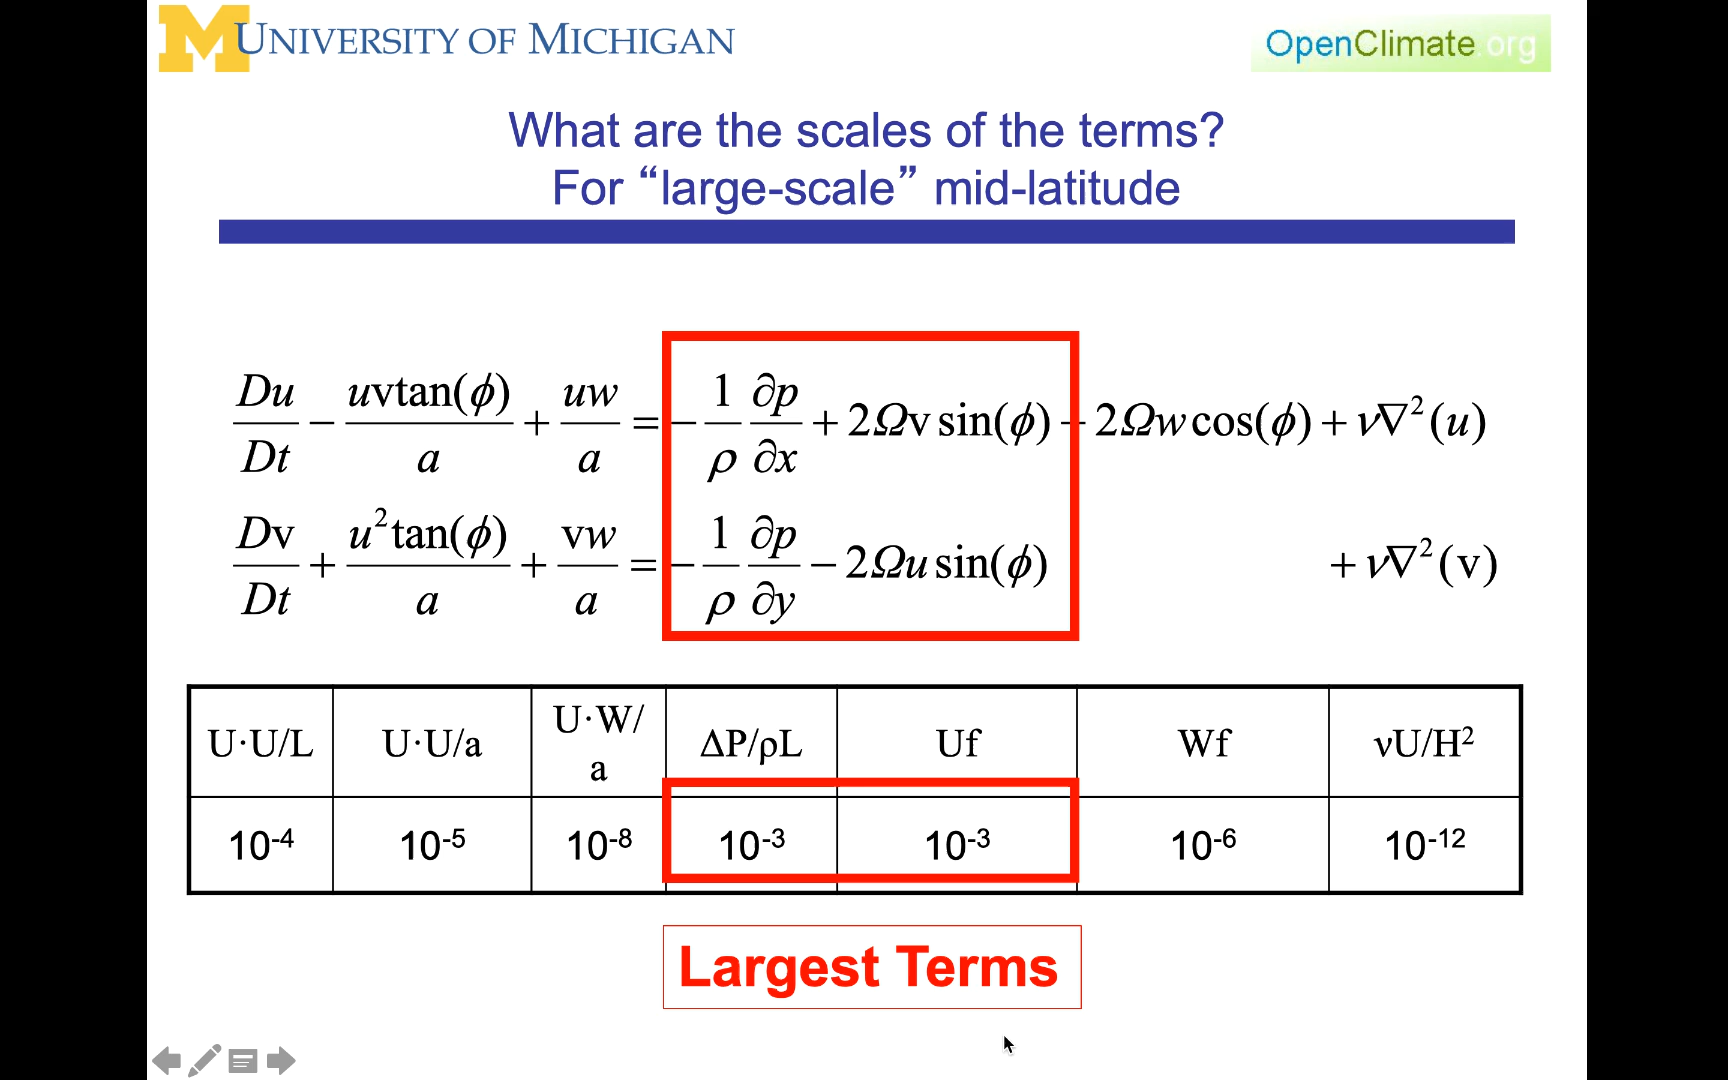 M UNIVERSITY OF MICHIGAN
OpenClimate.org
What are the scales of the terms?
For “large-scale” mid-latitude
Du/Dt − uvtan(ϕ)/a + uw/a = − 1/ρ ∂p/∂x + 2Ωv sin(ϕ) − 2Ωw cos(ϕ) + ν∇²(u)
Dv/Dt + u²tan(ϕ)/a + vw/a = − 1/ρ ∂p/∂y − 2Ωu sin(ϕ) + ν∇²(v)
U·U/L U·U/a U·W/a ΔP/ρL Uf Wf νU/H²
10⁻⁴ 10⁻⁵ 10⁻⁸ 10⁻³ 10⁻³ 10⁻⁶ 10⁻¹²
Largest Terms